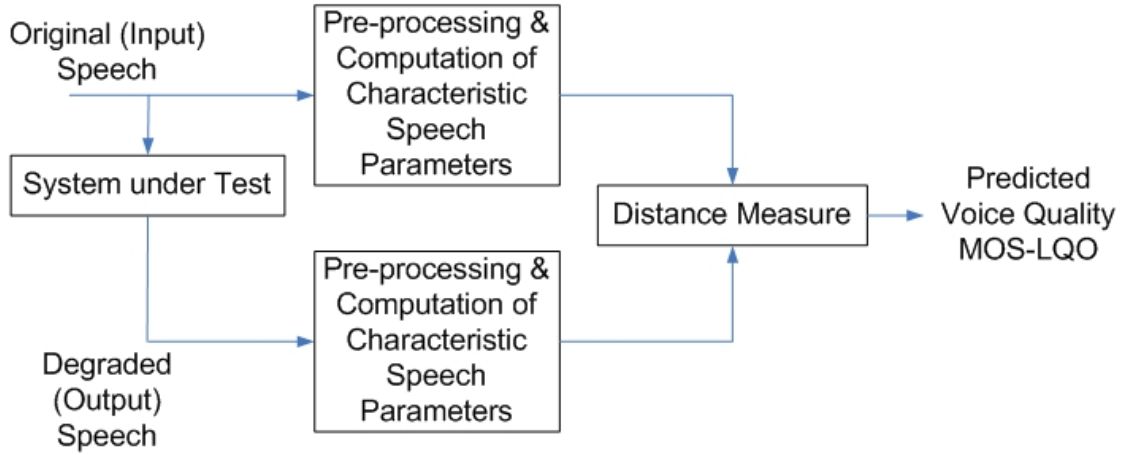 Original (Input)
Speech
Pre-processing &
Computation of
Characteristic
Speech
Parameters
System under Test
Distance Measure
Predicted
Voice Quality
MOS-LQO
Pre-processing &
Computation of
Characteristic
Speech
Parameters
Degraded
(Output)
Speech